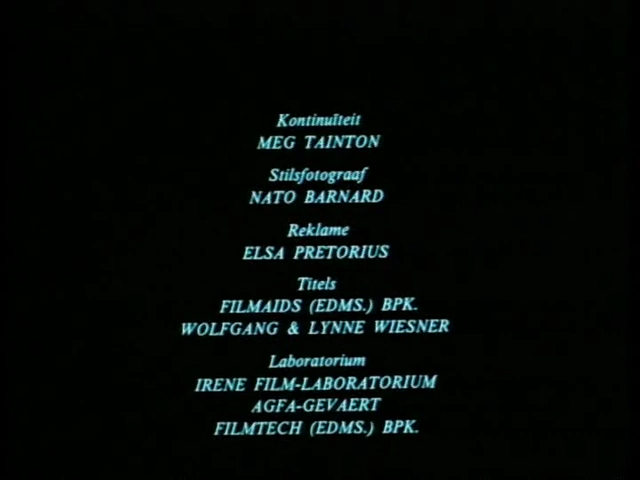 Kontinuïteit
MEG TAINTON
Stilsfotograaf
NATO BARNARD
Reklame
ELSA PRETORIUS
Titels
FILMAIDS (EDMS.) BPK.
WOLFGANG & LYNNE WIESNER
Laboratorium
IRENE FILM-LABORATORIUM
AGFA-GEVAERT
FILMTECH (EDMS.) BPK.